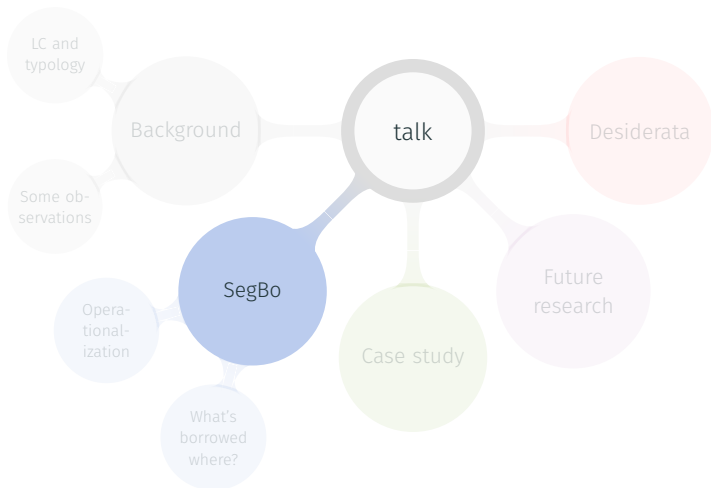 LC and
typology
Background
talk
Desiderata
Some ob-
servations
SegBo
Future
research
Opera-
tional-
ization
Case study
What's
borrowed
where?